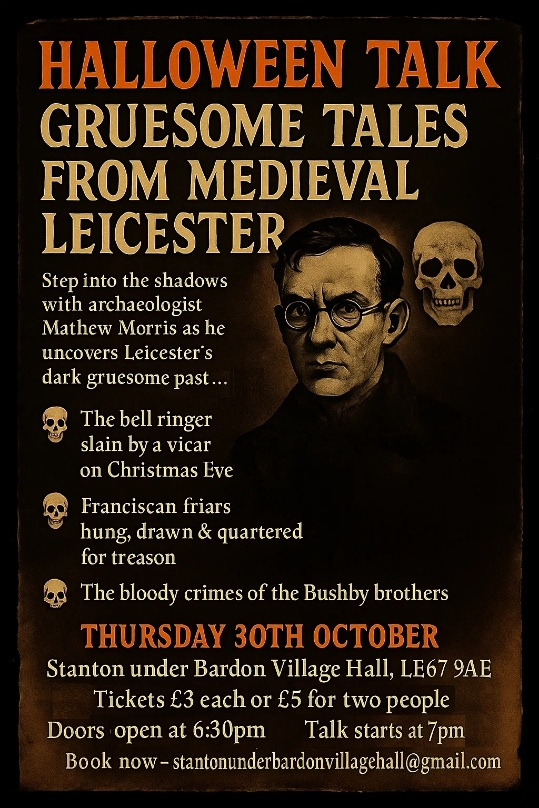 HALLOWEEN TALK
GRUESOME TALES
FROM MEDIEVAL
LEICESTER
Step into the shadows
with archaeologist
Mathew Morris as he
uncovers Leicester's
dark gruesome past...
The bell ringer
slain by a vicar
on Christmas Eve
Franciscan friars
hung, drawn & quartered
for treason
The bloody crimes of the Bushby brothers
THURSDAY 30TH OCTOBER
Stanton under Bardon Village Hall, LE67 9AE
Tickets £3 each or £5 for two people
Doors open at 6:30pm Talk starts at 7pm
Book now – stantonunderbardonvillagehall@gmail.com